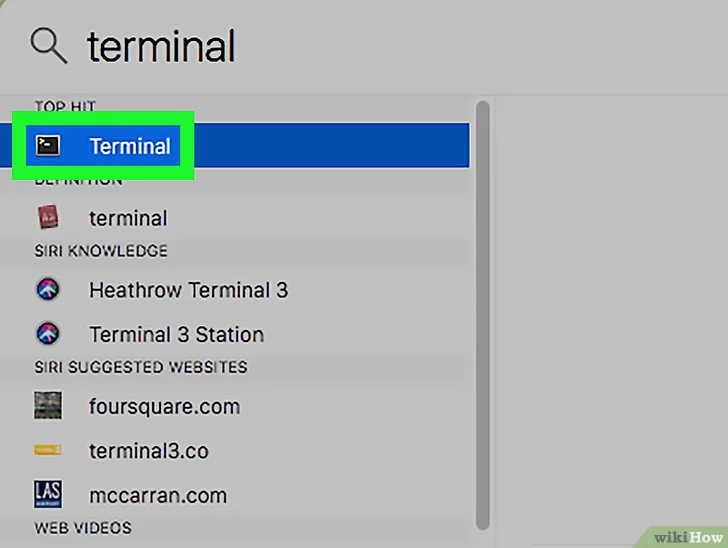 terminal
TOP HIT
Terminal
DEFINITION
terminal
SIRI KNOWLEDGE
Heathrow Terminal 3
Terminal 3 Station
SIRI SUGGESTED WEBSITES
foursquare.com
terminal3.co
LAS
mccarran.com
WEB VIDEOS
wikiHow